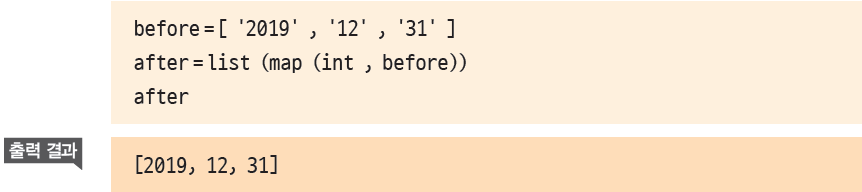 before=[ '2019' , '12' , '31' ]
after=list (map (int , before))
after
출력 결과
[2019, 12, 31]